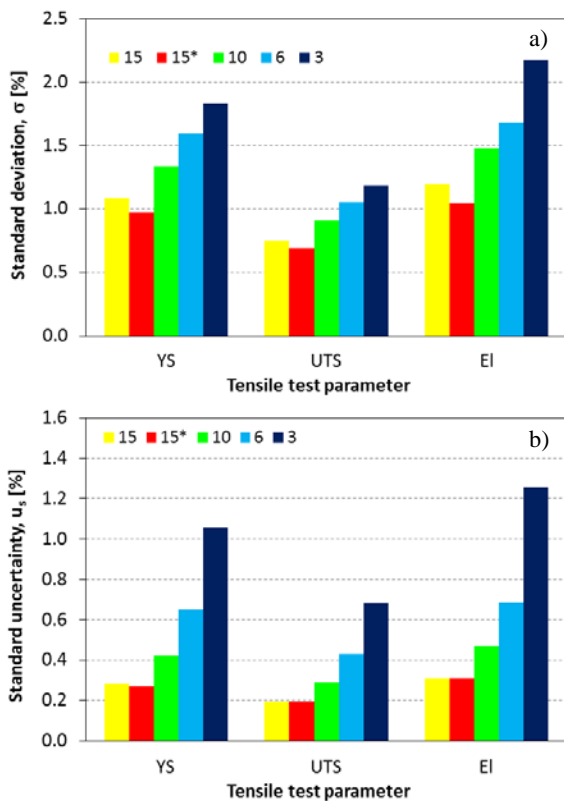 a)
2.5
15 15* 10 6 3
2.0
1.5
1.0
0.5
0.0
Standard deviation, σ [%]
YS UTS El
Tensile test parameter
b)
1.6
15 15* 10 6 3
1.4
1.2
1.0
0.8
0.6
0.4
0.2
0.0
Standard uncertainty, us [%]
YS UTS El
Tensile test parameter